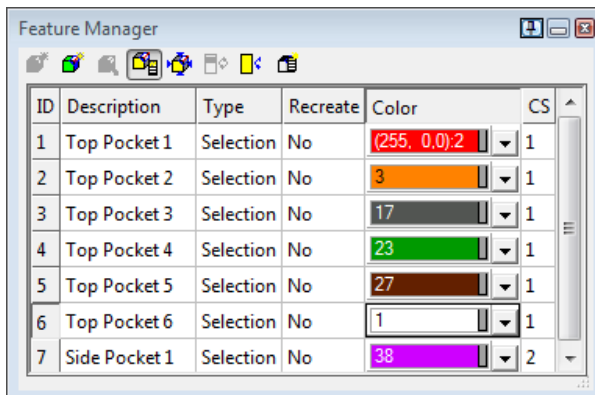 Feature Manager
ID Description Type Recreate Color CS
1 Top Pocket 1 Selection No (255, 0,0):2 1
2 Top Pocket 2 Selection No 3 1
3 Top Pocket 3 Selection No 17 1
4 Top Pocket 4 Selection No 23 1
5 Top Pocket 5 Selection No 27 1
6 Top Pocket 6 Selection No 1 1
7 Side Pocket 1 Selection No 38 2